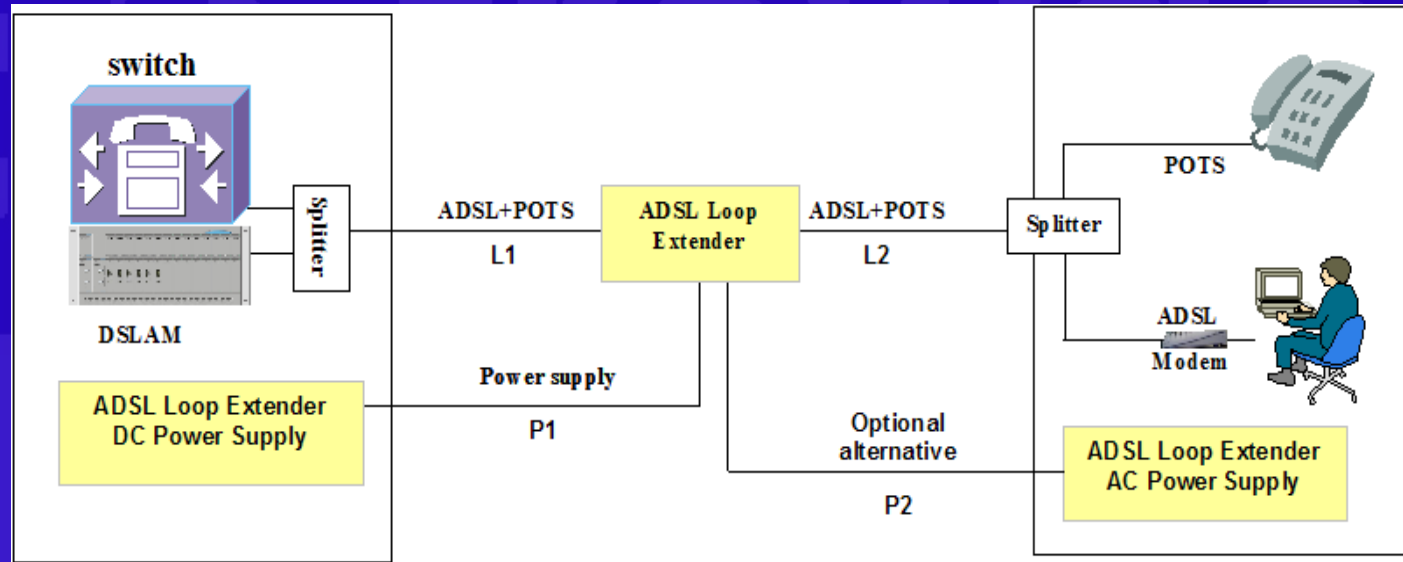 switch
Splitter
DSLAM
ADSL+POTS
L1
ADSL Loop
Extender
ADSL+POTS
L2
Splitter
POTS
ADSL
Modem
ADSL Loop Extender
DC Power Supply
Power supply
P1
Optional
alternative
P2
ADSL Loop Extender
AC Power Supply